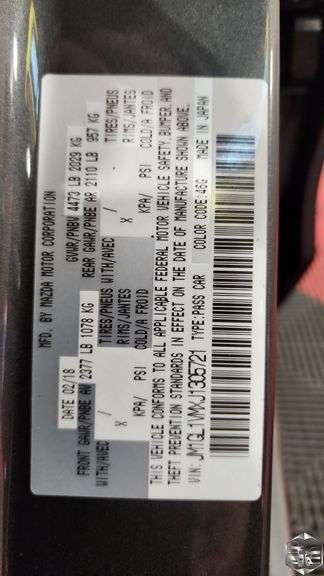 MFD. BY MAZDA MOTOR CORPORATION
DATE 02/18 GVWR/PNBV 4473 LB 2029 KG
FRONT GAWR/PNBE AV 2377 LB 1078 KG REAR GAWR/PNBE AR 2110 LB 957 KG
WITH/AVEC / TIRES/PNEUS WITH/AVEC / TIRES/PNEUS
X RIMS/JANTES X RIMS/JANTES
KPA/ PSI COLD/A FROID KPA/ PSI COLD/A FROID
THIS VEHICLE CONFORMS TO ALL APPLICABLE FEDERAL MOTOR VEHICLE SAFETY, BUMPER, AND
THEFT PREVENTION STANDARDS IN EFFECT ON THE DATE OF MANUFACTURE SHOWN ABOVE.
VIN: JM1GL1VMXJ1305721 TYPE:PASS CAR COLOR CODE:46G MADE IN JAPAN